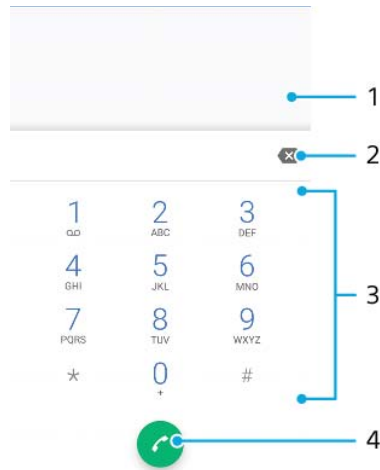 1
2
1 2 3
ABC DEF
4 5 6
GHI JKL MNO
3
7 8 9
PQRS TUV WXYZ
* 0 #
+
4